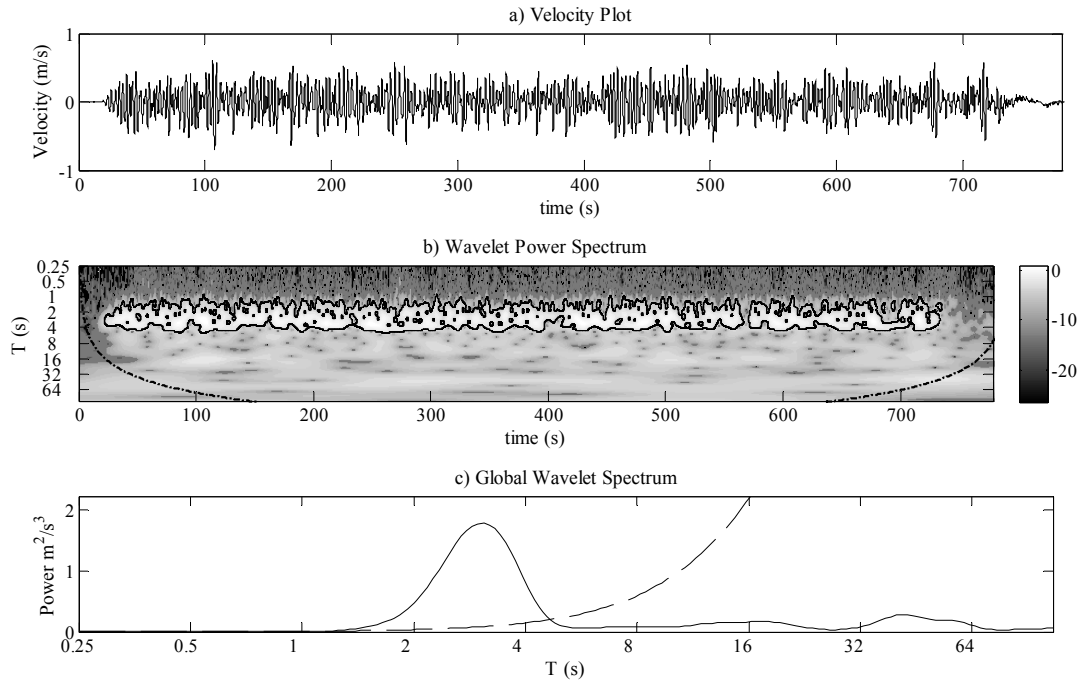 a) Velocity Plot
1
0
-1
Velocity (m/s)
0 100 200 300 400 500 600 700
time (s)
b) Wavelet Power Spectrum
0.25
0.5
1
2
4
8
16
32
64
T (s)
0 100 200 300 400 500 600 700
time (s)
0
-10
-20
c) Global Wavelet Spectrum
2
1
0
Power m²/s³
0.25 0.5 1 2 4 8 16 32 64
T (s)